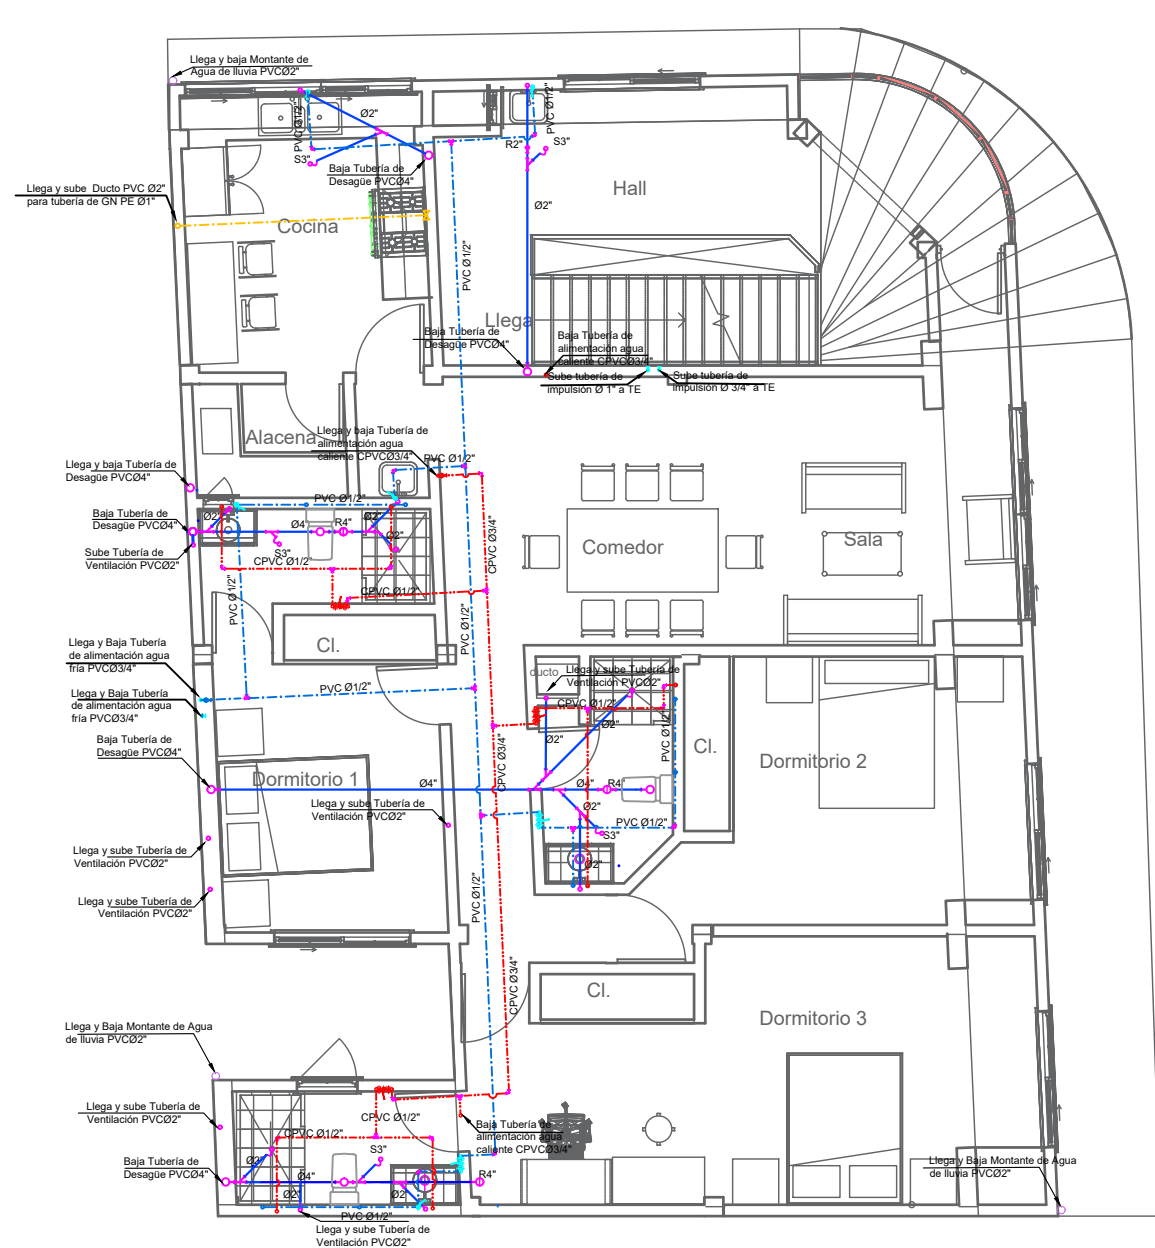 Llega y baja Montante de
Agua de lluvia PVCØ2"
PVC Ø1/2"
Ø2"
S3"
Baja Tubería de
Desagüe PVCØ4"
PVC Ø1/2"
R2"
S3"
Ø2"
Hall
Llega y sube Ducto PVC Ø2"
para tubería de GN PE Ø1"
Cocina
PVC Ø1/2"
Llega
Baja Tubería de
Desagüe PVCØ4"
Baja Tubería de
alimentación agua
caliente CPVCØ3/4"
Sube tubería de
impulsión Ø 1" a TE
Sube tubería de
impulsión Ø 3/4" a TE
Alacena
Llega y baja Tubería de
alimentación agua
caliente CPVCØ3/4"
PVC Ø1/2"
Llega y baja Tubería de
Desagüe PVCØ4"
PVC Ø1/2"
Baja Tubería de
Desagüe PVCØ4"
Ø2"
Ø4"
R4"
Ø2"
Ø2"
S3"
CPVC Ø1/2"
Sube Tubería de
Ventilación PVCØ2"
CPVC Ø3/4"
Comedor
Sala
PVC Ø1/2"
CPVC Ø1/2"
PVC Ø1/2"
Cl.
Llega y Baja Tubería
de alimentación agua
fría PVCØ3/4"
Llega y Baja Tubería
de alimentación agua
fría PVCØ3/4"
PVC Ø1/2"
ducto
Llega y sube Tubería de
Ventilación PVCØ2"
CPVC Ø1/2"
Ø2"
Ø2"
PVC Ø1/2"
Cl.
Dormitorio 2
Baja Tubería de
Desagüe PVCØ4"
Dormitorio 1
CPVC Ø3/4"
Ø4"
Ø4"
R4"
Llega y sube Tubería de
Ventilación PVCØ2"
Ø2"
PVC Ø1/2"
S3"
Llega y sube Tubería de
Ventilación PVCØ2"
Ø2"
Llega y sube Tubería de
Ventilación PVCØ2"
PVC Ø1/2"
CPVC Ø3/4"
Cl.
Dormitorio 3
Llega y Baja Montante de Agua
de lluvia PVCØ2"
Llega y sube Tubería de
Ventilación PVCØ2"
CPVC Ø1/2"
CPVC Ø1/2"
Baja Tubería de
alimentación agua
caliente CPVCØ3/4"
S3"
Baja Tubería de
Desagüe PVCØ4"
Ø2"
Ø4"
Ø2"
Ø2"
R4"
PVC Ø1/2"
Llega y sube Tubería de
Ventilación PVCØ2"
Llega y Baja Montante de Agua
de lluvia PVCØ2"